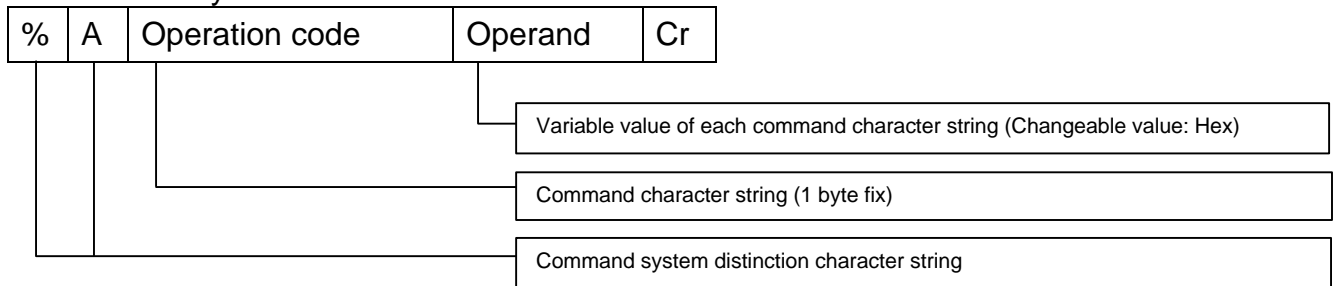 % A Operation code Operand Cr
Variable value of each command character string (Changeable value: Hex)
Command character string (1 byte fix)
Command system distinction character string